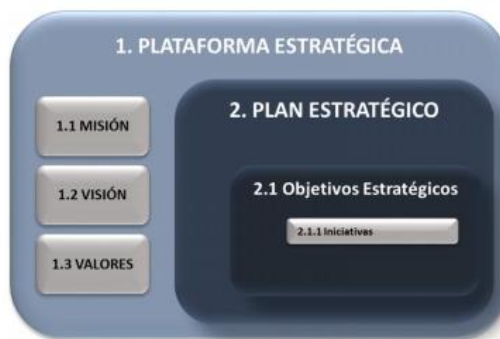 1. PLATAFORMA ESTRATÉGICA
1.1 MISIÓN
1.2 VISIÓN
1.3 VALORES
2. PLAN ESTRATÉGICO
2.1 Objetivos Estratégicos
2.1.1 Iniciativas